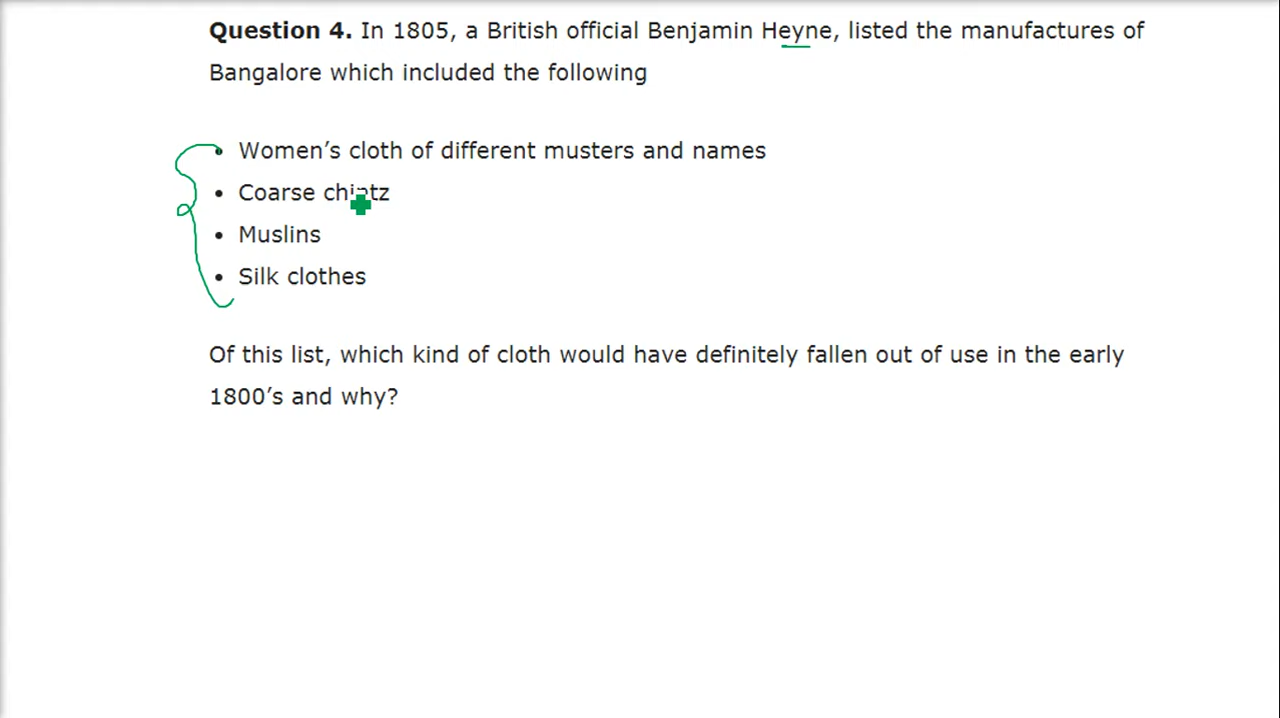 Question 4. In 1805, a British official Benjamin Heyne, listed the manufactures of
Bangalore which included the following
• Women’s cloth of different musters and names
• Coarse chintz
• Muslins
• Silk clothes
Of this list, which kind of cloth would have definitely fallen out of use in the early
1800’s and why?